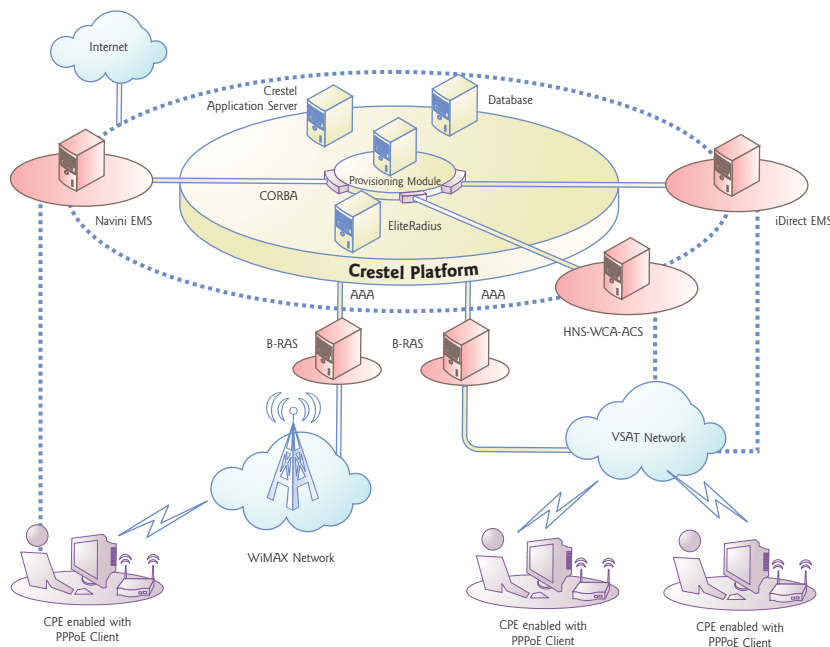 Internet
Crestel
Application Server
Database
Provisioning Module
CORBA
Navini EMS
iDirect EMS
EliteRadius
Crestel Platform
AAA
AAA
HNS-WCA-ACS
B-RAS
B-RAS
VSAT Network
WiMAX Network
CPE enabled with
PPPoE Client
CPE enabled with
PPPoE Client
CPE enabled with
PPPoE Client